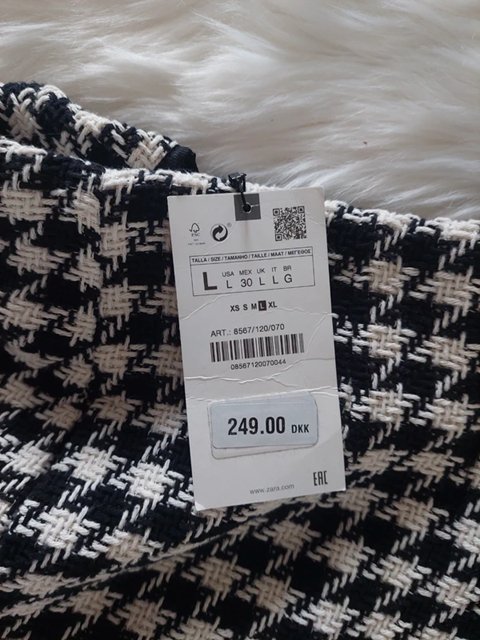 FSC
TALLA / SIZE / TAMANHO / TAILLE / MAAT / ΜΕΓΕΘΟΣ
L USA MEX UK IT BR
L 30 L L G
XS S M L XL
ART.: 8567/120/070
08567120070044
249.00 DKK
www.zara.com
EAC